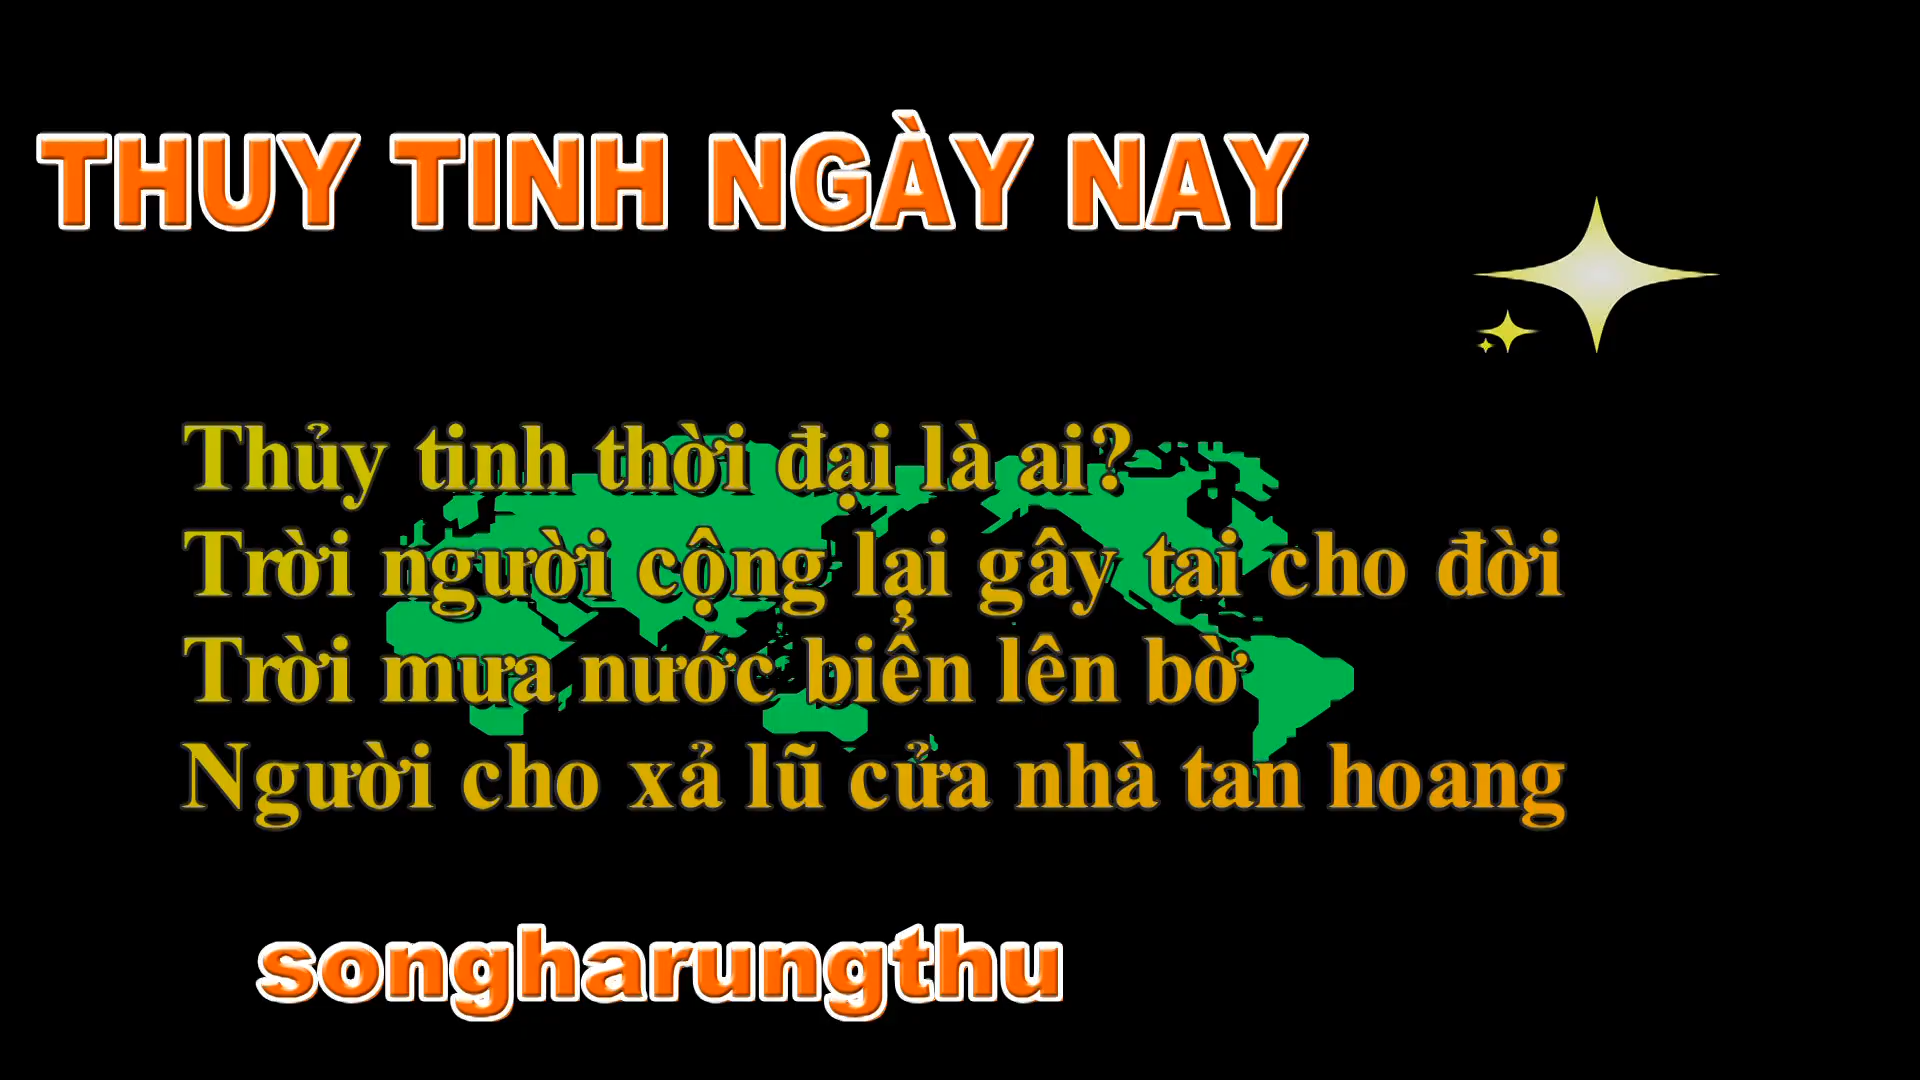 THUY TINH NGÀY NAY
Thủy tinh thời đại là ai?
Trời người cộng lại gây tai cho đời
Trời mưa nước biển lên bờ
Người cho xả lũ cửa nhà tan hoang
songharungthu